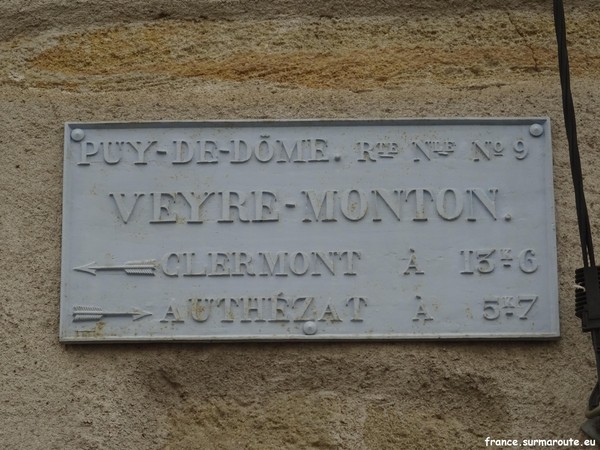 PUY-DE-DÔME. RTE NLE NO 9
VEYRE-MONTON.
CLERMONT À 13K·6
AUTHÉZAT À 5K·7
france.surmaroute.eu